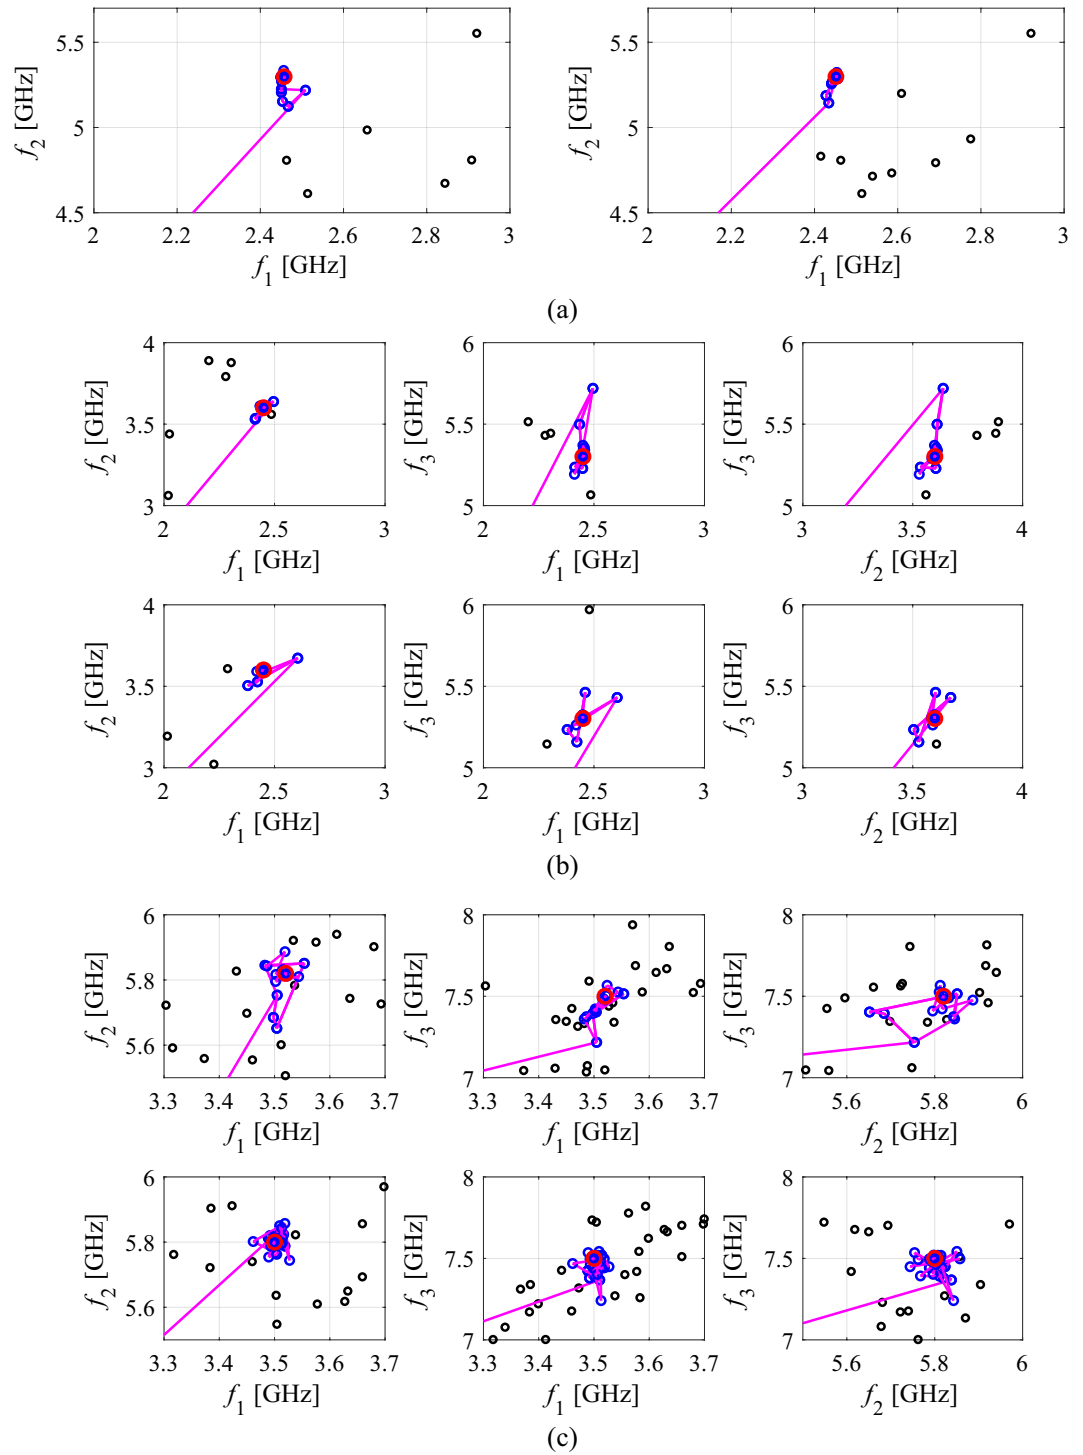 5.5 5.5
f2 [GHz] 5 f2 [GHz] 5
4.5 4.5
2 2.2 2.4 2.6 2.8 3 2 2.2 2.4 2.6 2.8 3
f1 [GHz] f1 [GHz]
(a)
4 6 6
f2 [GHz] 3.5 f3 [GHz] 5.5 f3 [GHz] 5.5
3 5 5
2 2.5 3 2 2.5 3 3 3.5 4
f1 [GHz] f1 [GHz] f2 [GHz]
4 6 6
f2 [GHz] 3.5 f3 [GHz] 5.5 f3 [GHz] 5.5
3 5 5
2 2.5 3 2 2.5 3 3 3.5 4
f1 [GHz] f1 [GHz] f2 [GHz]
(b)
6 8 8
f2 [GHz] 5.8 f3 [GHz] 7.5 f3 [GHz] 7.5
5.6 7 7
3.3 3.4 3.5 3.6 3.7 3.3 3.4 3.5 3.6 3.7 5.6 5.8 6
f1 [GHz] f1 [GHz] f2 [GHz]
6 8 8
f2 [GHz] 5.8 f3 [GHz] 7.5 f3 [GHz] 7.5
5.6 7 7
3.3 3.4 3.5 3.6 3.7 3.3 3.4 3.5 3.6 3.7 5.6 5.8 6
f1 [GHz] f1 [GHz] f2 [GHz]
(c)